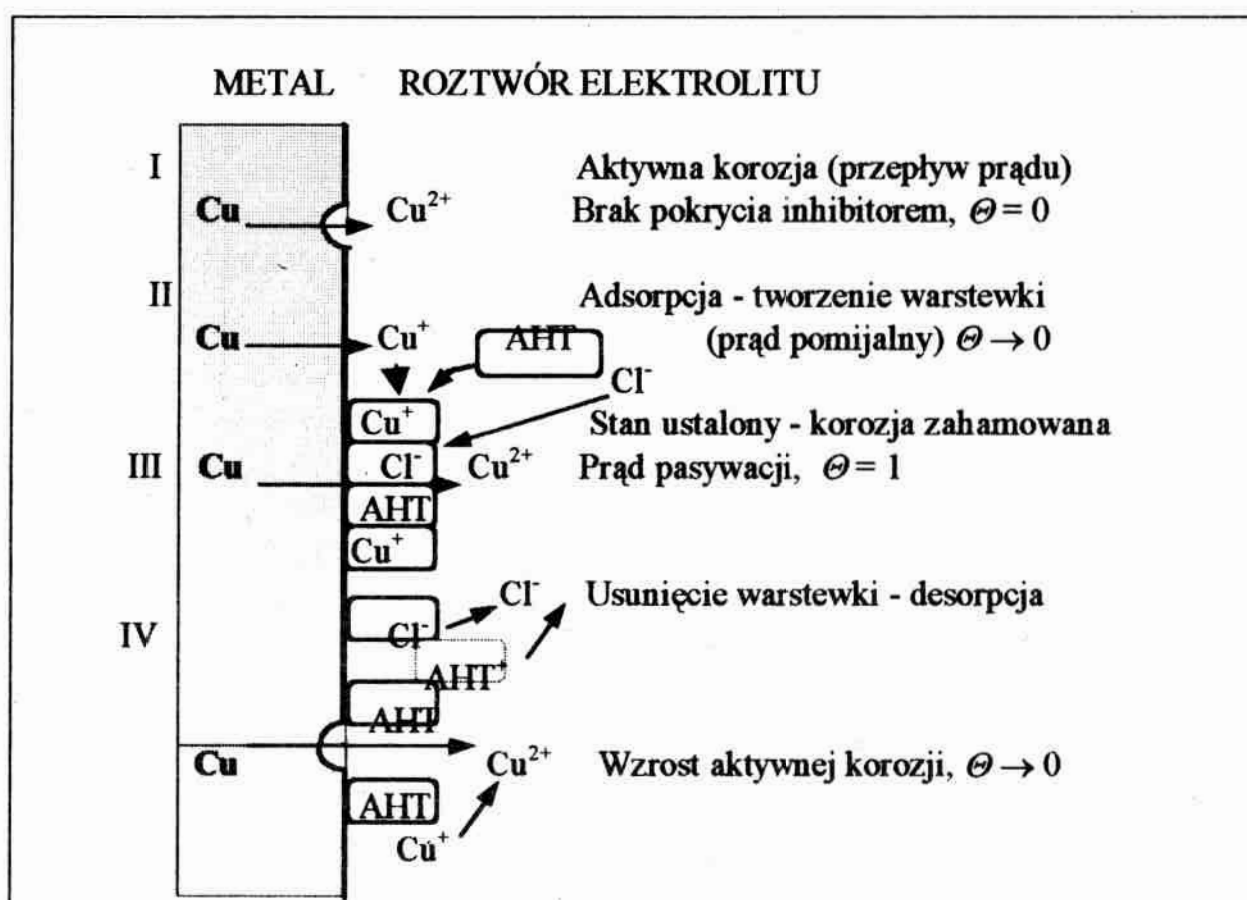 METAL ROZTWÓR ELEKTROLITU
I Aktywna korozja (przepływ prądu)
Cu Cu²⁺ Brak pokrycia inhibitorem, Θ = 0
II Adsorpcja - tworzenie warstewki
Cu Cu⁺ AHT (prąd pomijalny) Θ → 0
Cl⁻
Cu⁺ Stan ustalony - korozja zahamowana
III Cu Cl⁻ Cu²⁺ Prąd pasywacji, Θ = 1
AHT
Cu⁺
Cl⁻ Usunięcie warstewki - desorpcja
IV Cl⁻
AHT⁺
AHT
Cu Cu²⁺ Wzrost aktywnej korozji, Θ → 0
AHT
Cu⁺